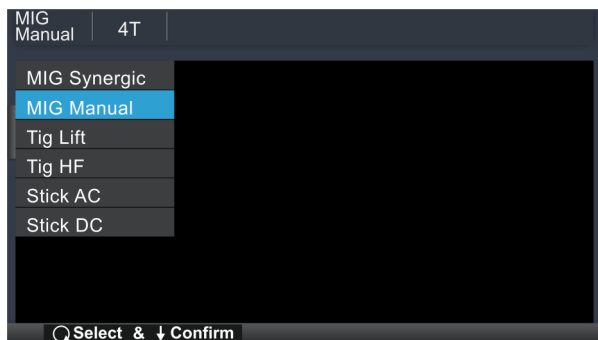 MIG
Manual
4T
MIG Synergic
MIG Manual
Tig Lift
Tig HF
Stick AC
Stick DC
Select & ↓ Confirm